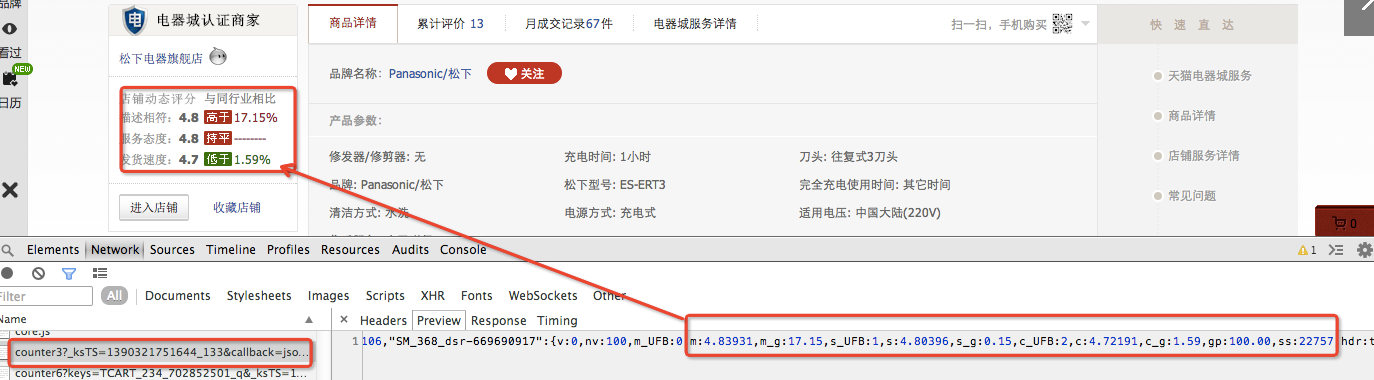 品牌
看过
NEW
日历
电 电器城认证商家
松下电器旗舰店
店铺动态评分 与同行业相比
描述相符：4.8 高于 17.15%
服务态度：4.8 持平 --------
发货速度：4.7 低于 1.59%
进入店铺 收藏店铺
商品详情 累计评价 13 月成交记录67件 电器城服务详情 扫一扫，手机购买
品牌名称：Panasonic/松下 关注
产品参数：
修发器/修剪器: 无 充电时间: 1小时 刀头: 往复式3刀头
品牌: Panasonic/松下 松下型号: ES-ERT3 完全充电使用时间: 其它时间
清洁方式: 水洗 电源方式: 充电式 适用电压: 中国大陆(220V)
快 速 直 达
天猫电器城服务
商品详情
店铺服务详情
常见问题
0
Elements Network Sources Timeline Profiles Resources Audits Console 1
Filter All Documents Stylesheets Images Scripts XHR Fonts WebSockets Other
Name × Headers Preview Response Timing
core.js
counter3?_ksTS=1390321751644_133&callback=jso...
counter6?keys=TCART_234_702852501_q&_ksTS=1...
1 106,"SM_368_dsr-669690917":{v:0,nv:100,m_UFB:0,m:4.83931,m_g:17.15,s_UFB:1,s:4.80396,s_g:0.15,c_UFB:2,c:4.72191,c_g:1.59,gp:100.00,ss:22757,hdr:t